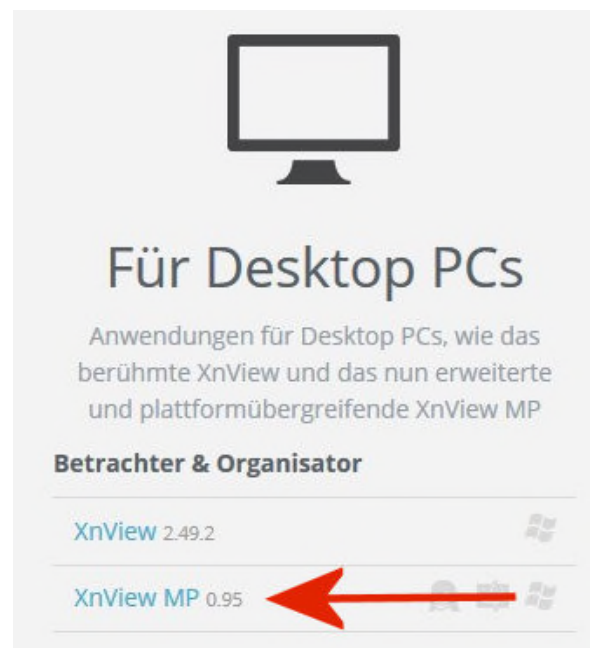 Für Desktop PCs
Anwendungen für Desktop PCs, wie das
berühmte XnView und das nun erweiterte
und plattformübergreifende XnView MP
Betrachter & Organisator
XnView 2.49.2
XnView MP 0.95